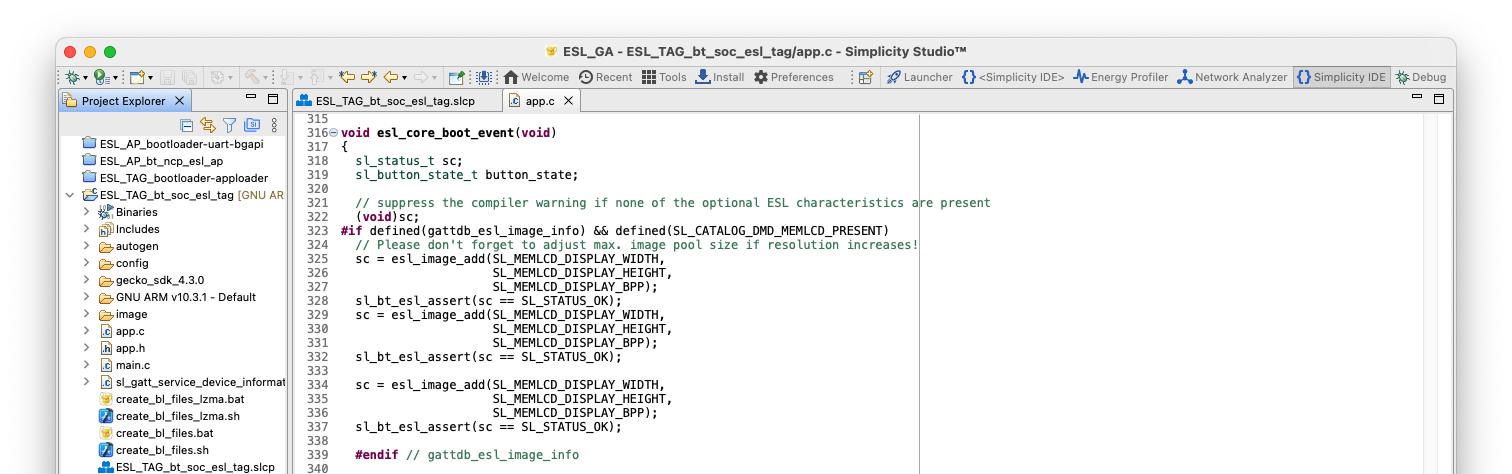 ESL_GA - ESL_TAG_bt_soc_esl_tag/app.c - Simplicity Studio™
Welcome Recent Tools Install Preferences Launcher <Simplicity IDE> Energy Profiler Network Analyzer Simplicity IDE Debug
Project Explorer
ESL_AP_bootloader-uart-bgapi
ESL_AP_bt_ncp_esl_ap
ESL_TAG_bootloader-apploader
ESL_TAG_bt_soc_esl_tag [GNU AR
Binaries
Includes
autogen
config
gecko_sdk_4.3.0
GNU ARM v10.3.1 - Default
image
app.c
app.h
main.c
sl_gatt_service_device_informat
create_bl_files_lzma.bat
create_bl_files_lzma.sh
create_bl_files.bat
create_bl_files.sh
ESL_TAG_bt_soc_esl_tag.slcp
ESL_TAG_bt_soc_esl_tag.slcp app.c
315
316 void esl_core_boot_event(void)
317 {
318   sl_status_t sc;
319   sl_button_state_t button_state;
320
321   // suppress the compiler warning if none of the optional ESL characteristics are present
322   (void)sc;
323 #if defined(gattdb_esl_image_info) && defined(SL_CATALOG_DMD_MEMLCD_PRESENT)
324   // Please don't forget to adjust max. image pool size if resolution increases!
325   sc = esl_image_add(SL_MEMLCD_DISPLAY_WIDTH,
326                      SL_MEMLCD_DISPLAY_HEIGHT,
327                      SL_MEMLCD_DISPLAY_BPP);
328   sl_bt_esl_assert(sc == SL_STATUS_OK);
329   sc = esl_image_add(SL_MEMLCD_DISPLAY_WIDTH,
330                      SL_MEMLCD_DISPLAY_HEIGHT,
331                      SL_MEMLCD_DISPLAY_BPP);
332   sl_bt_esl_assert(sc == SL_STATUS_OK);
333
334   sc = esl_image_add(SL_MEMLCD_DISPLAY_WIDTH,
335                      SL_MEMLCD_DISPLAY_HEIGHT,
336                      SL_MEMLCD_DISPLAY_BPP);
337   sl_bt_esl_assert(sc == SL_STATUS_OK);
338
339   #endif // gattdb_esl_image_info
340